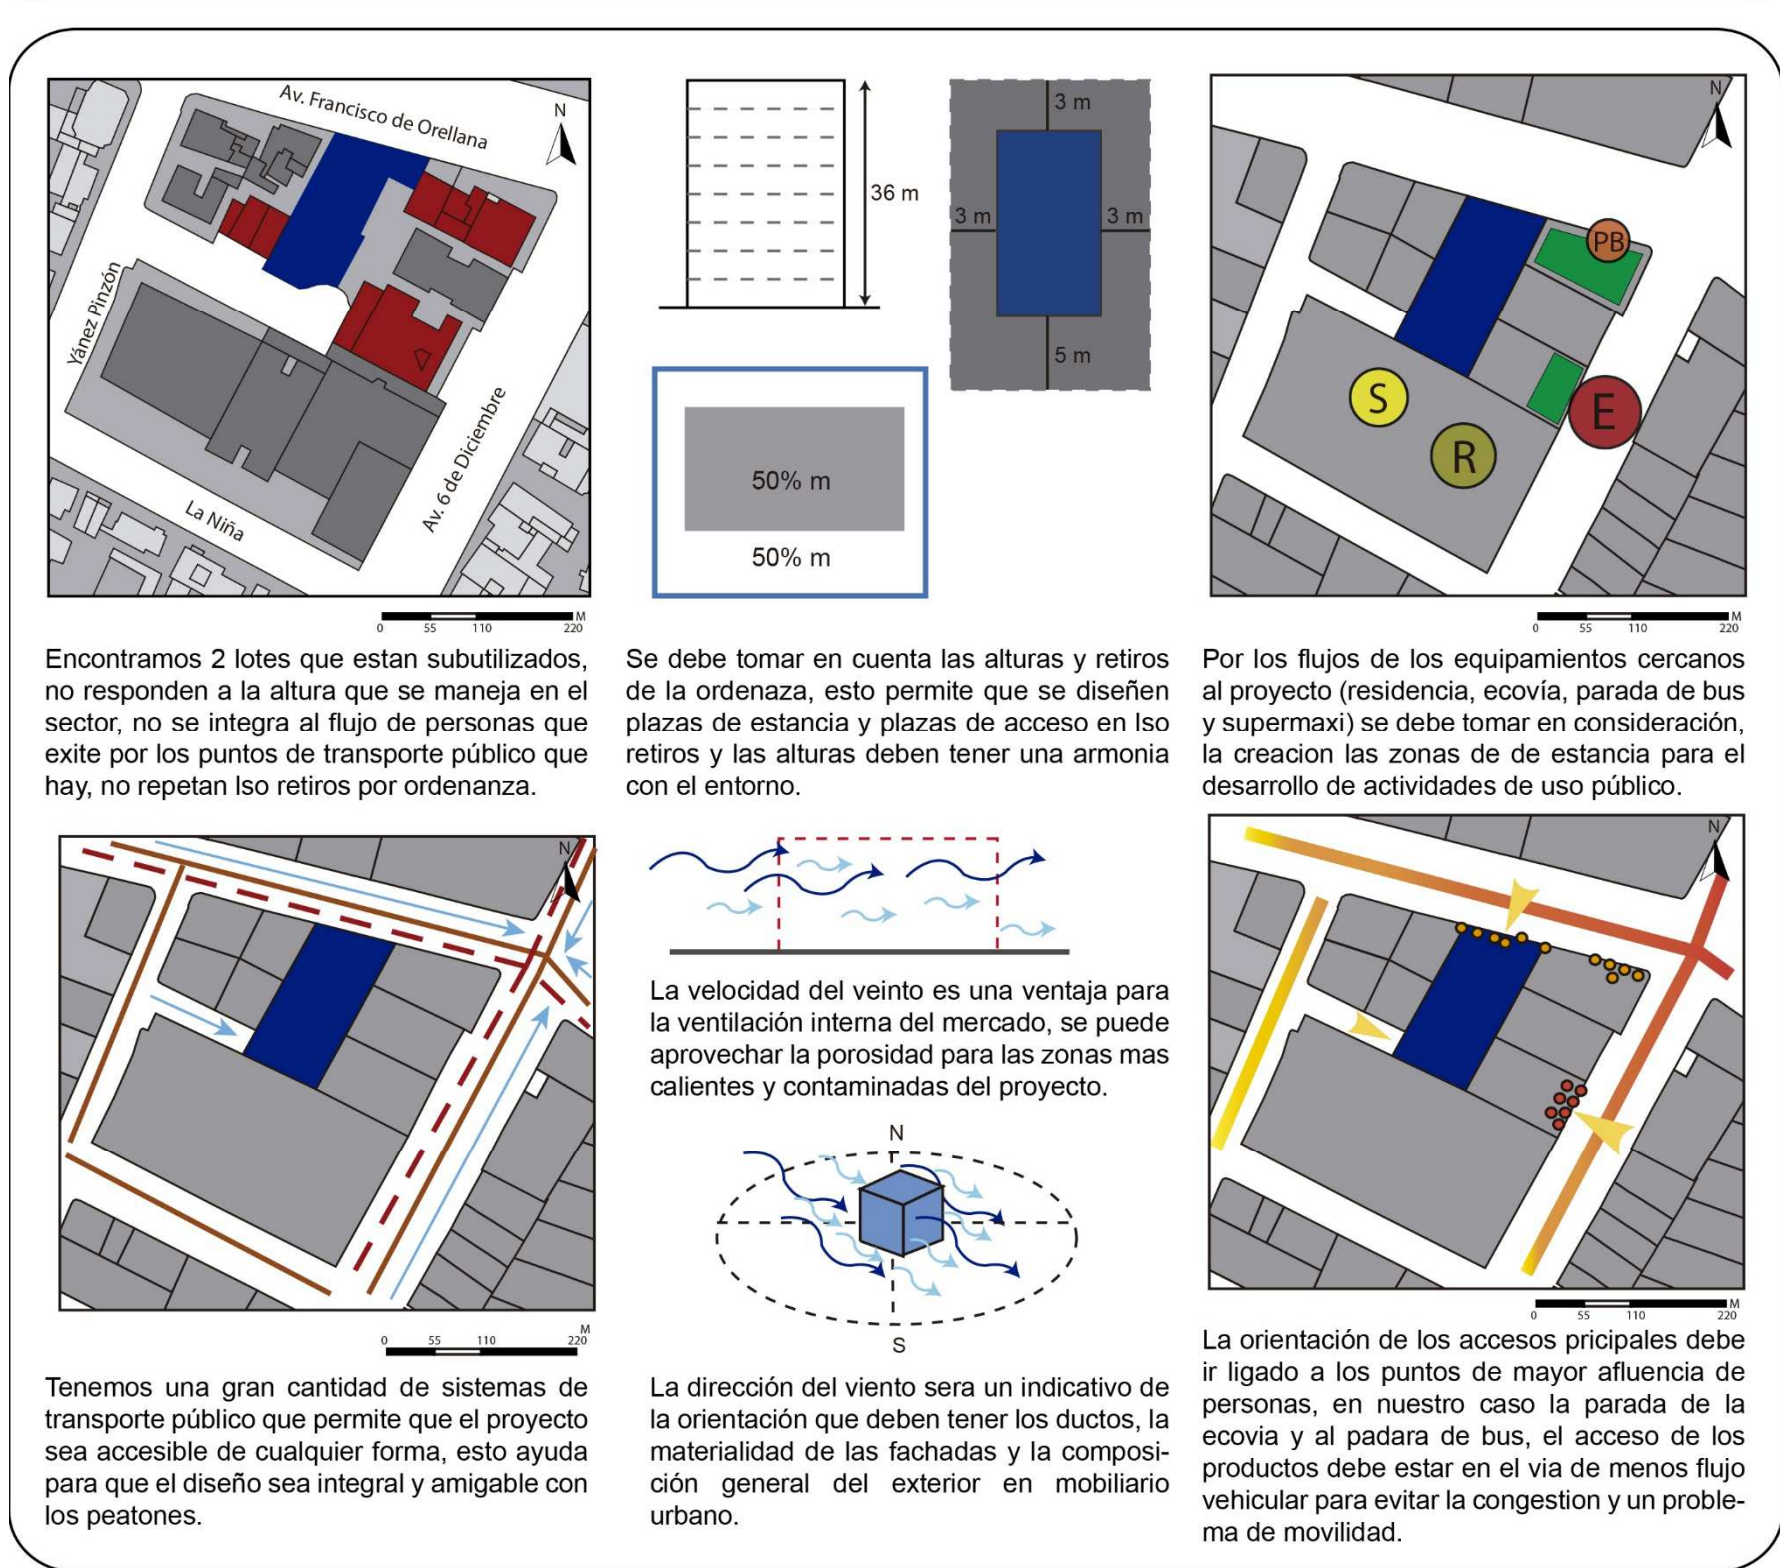 Av. Francisco de Orellana
N
Yánez Pinzón
La Niña
Av. 6 de Diciembre
M
0 55 110 220
Encontramos 2 lotes que estan subutilizados,
no responden a la altura que se maneja en el
sector, no se integra al flujo de personas que
exite por los puntos de transporte público que
hay, no repetan lso retiros por ordenanza.
36 m
3 m
3 m
3 m
5 m
50% m
50% m
Se debe tomar en cuenta las alturas y retiros
de la ordenaza, esto permite que se diseñen
plazas de estancia y plazas de acceso en lso
retiros y las alturas deben tener una armonia
con el entorno.
N
PB
S
E
R
M
0 55 110 220
Por los flujos de los equipamientos cercanos
al proyecto (residencia, ecovía, parada de bus
y supermaxi) se debe tomar en consideración,
la creacion las zonas de de estancia para el
desarrollo de actividades de uso público.
N
M
0 55 110 220
Tenemos una gran cantidad de sistemas de
transporte público que permite que el proyecto
sea accesible de cualquier forma, esto ayuda
para que el diseño sea integral y amigable con
los peatones.
La velocidad del veinto es una ventaja para
la ventilación interna del mercado, se puede
aprovechar la porosidad para las zonas mas
calientes y contaminadas del proyecto.
N
S
La dirección del viento sera un indicativo de
la orientación que deben tener los ductos, la
materialidad de las fachadas y la composi-
ción general del exterior en mobiliario
urbano.
N
M
0 55 110 220
La orientación de los accesos pricipales debe
ir ligado a los puntos de mayor afluencia de
personas, en nuestro caso la parada de la
ecovia y al padara de bus, el acceso de los
productos debe estar en el via de menos flujo
vehicular para evitar la congestion y un proble-
ma de movilidad.